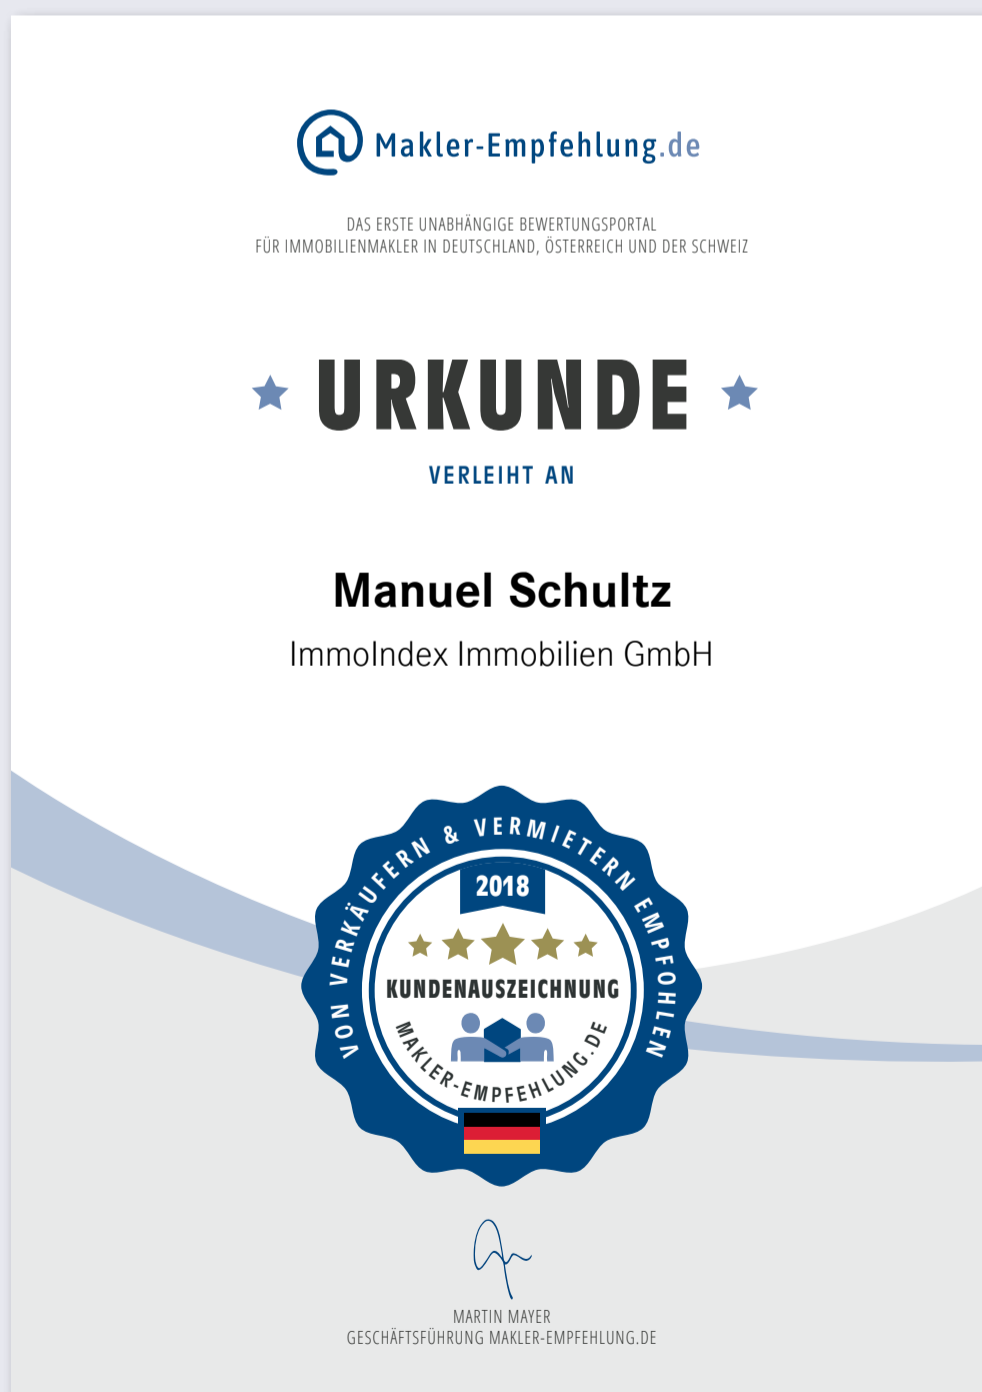 Makler-Empfehlung.de
DAS ERSTE UNABHÄNGIGE BEWERTUNGSPORTAL
FÜR IMMOBILIENMAKLER IN DEUTSCHLAND, ÖSTERREICH UND DER SCHWEIZ
URKUNDE
VERLEIHT AN
Manuel Schultz
ImmoIndex Immobilien GmbH
VON VERKÄUFERN & VERMIETERN EMPFOHLEN
2018
KUNDENAUSZEICHNUNG
MAKLER-EMPFEHLUNG.DE
MARTIN MAYER
GESCHÄFTSFÜHRUNG MAKLER-EMPFEHLUNG.DE